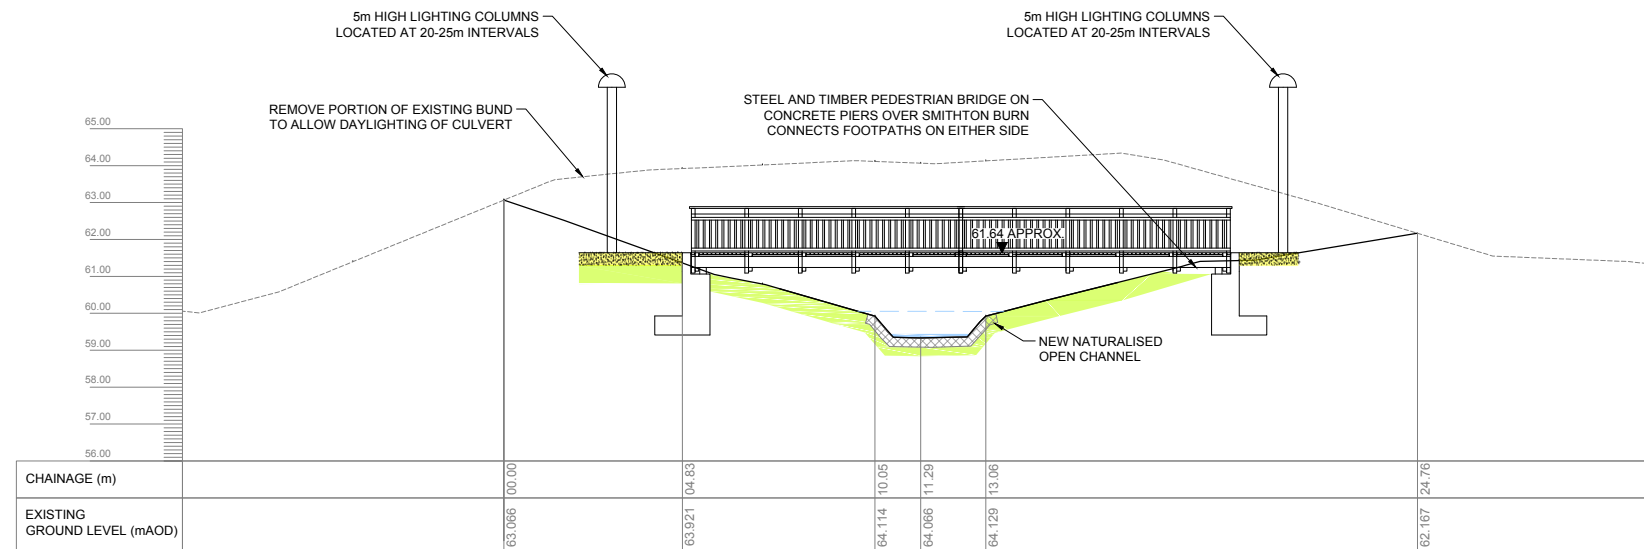 5m HIGH LIGHTING COLUMNS
LOCATED AT 20-25m INTERVALS
5m HIGH LIGHTING COLUMNS
LOCATED AT 20-25m INTERVALS
REMOVE PORTION OF EXISTING BUND
TO ALLOW DAYLIGHTING OF CULVERT
STEEL AND TIMBER PEDESTRIAN BRIDGE ON
CONCRETE PIERS OVER SMITHTON BURN
CONNECTS FOOTPATHS ON EITHER SIDE
65.00
64.00
63.00
62.00
61.00
60.00
59.00
58.00
57.00
56.00
61.64 APPROX.
NEW NATURALISED
OPEN CHANNEL
CHAINAGE (m)
00.00
04.83
10.05
11.29
13.06
24.76
EXISTING
GROUND LEVEL (mAOD)
63.066
63.921
64.114
64.066
64.129
62.167